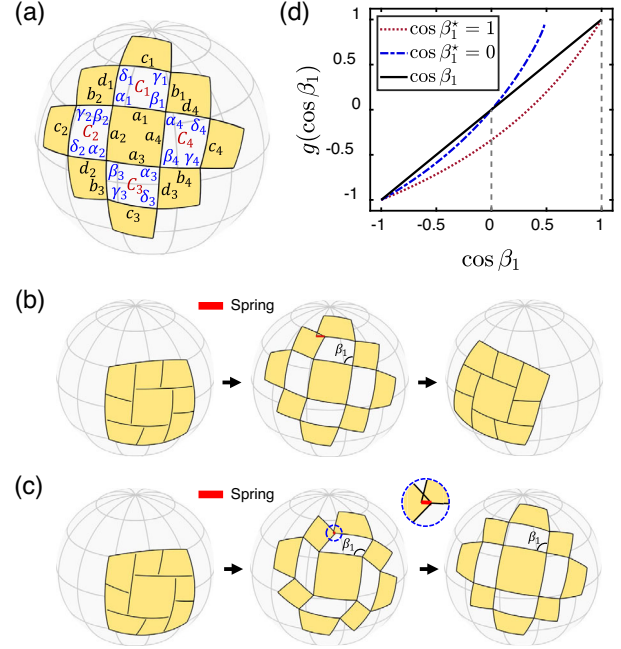 (a)
c₁
d₁
δ₁
γ₁
C₁
b₂
b₁
α₁
β₁
d₄
c₂
γ₂
β₂
C₂
a₁
α₄
δ₄
a₂
a₄
C₄
c₄
δ₂
α₂
a₃
β₄
γ₄
d₂
β₃
α₃
b₄
b₃
C₃
d₃
γ₃
δ₃
c₃
(d)
g(cos β₁)
1
0.5
0
-0.5
-1
cos β₁* = 1
cos β₁* = 0
cos β₁
-1
-0.5
0
0.5
1
cos β₁
(b)
Spring
β₁
(c)
Spring
β₁
β₁